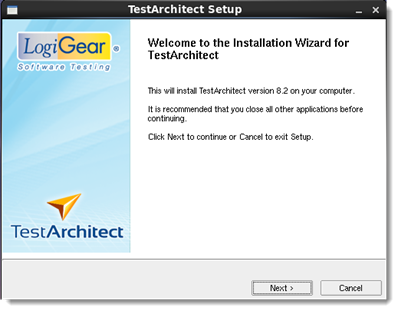 TestArchitect Setup
LogiGear ®
Software Testing
Welcome to the Installation Wizard for
TestArchitect
This will install TestArchitect version 8.2 on your computer.
It is recommended that you close all other applications before
continuing.
Click Next to continue or Cancel to exit Setup.
TestArchitect
Next >
Cancel